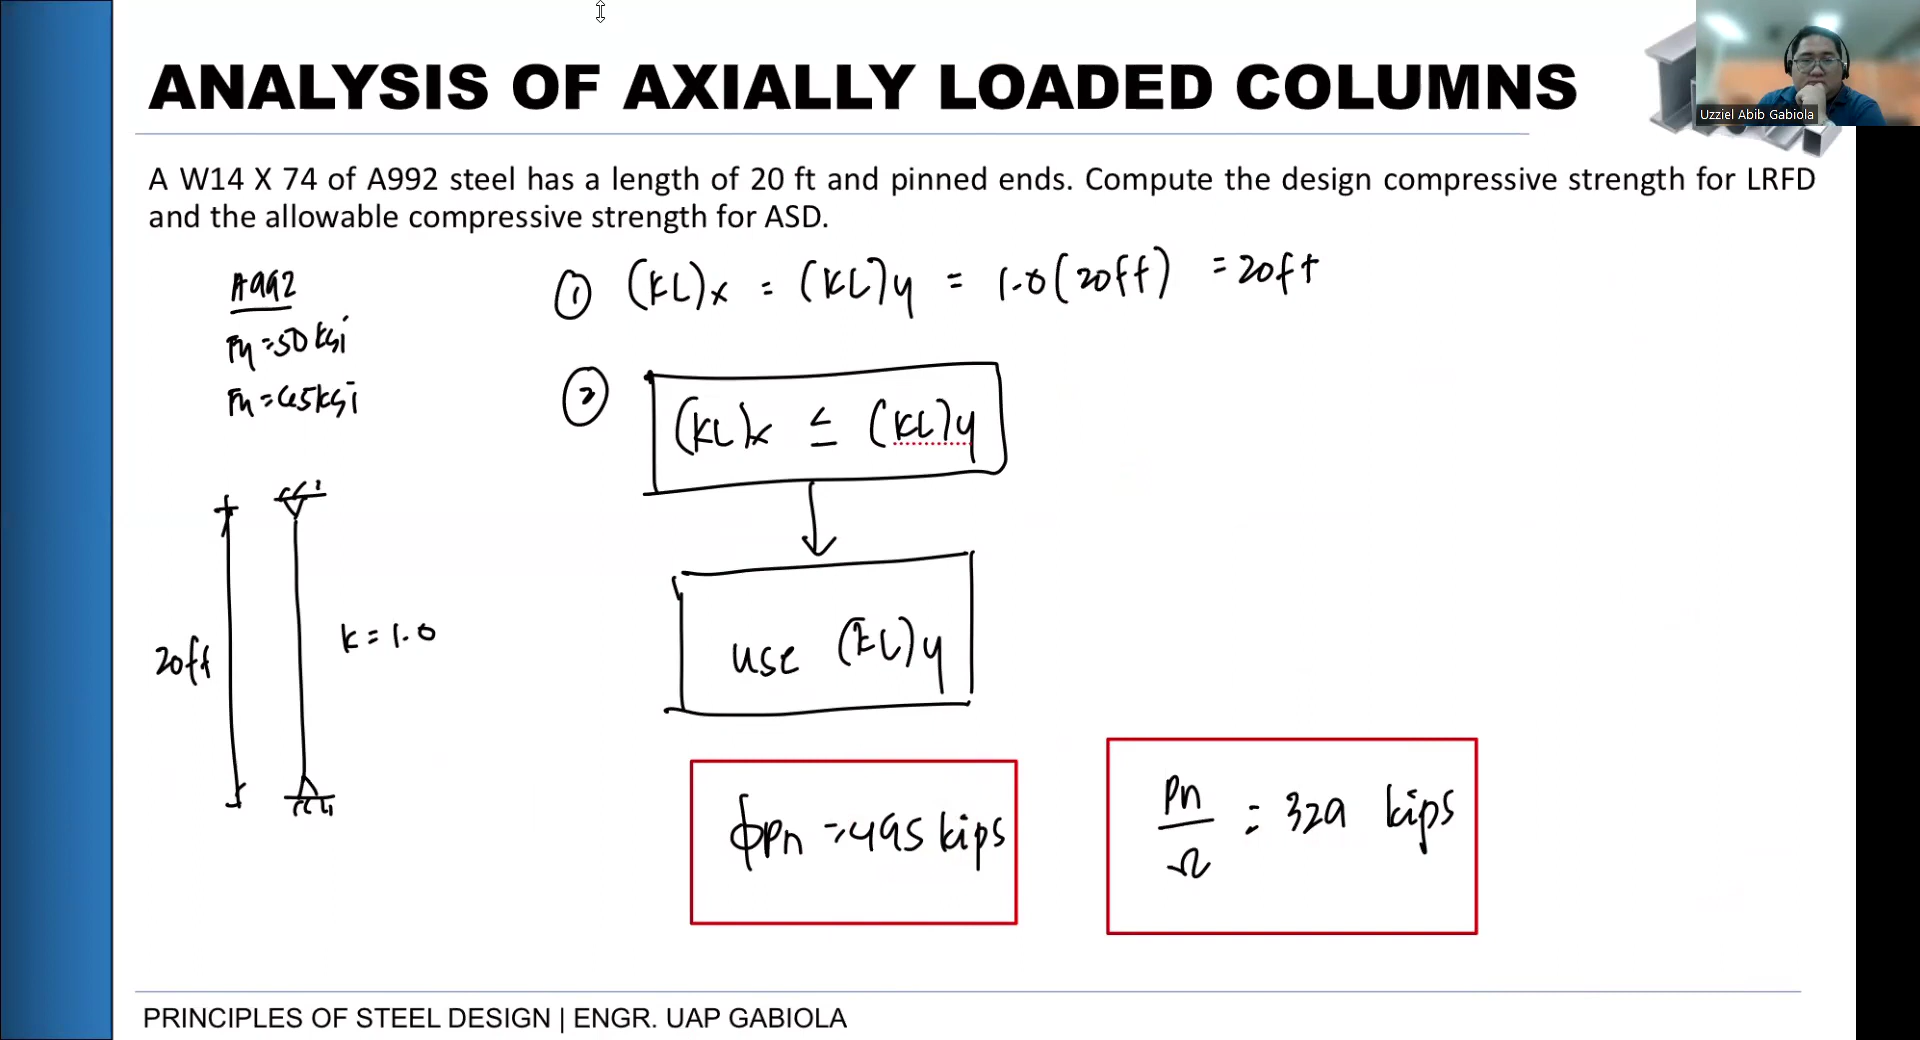 ANALYSIS OF AXIALLY LOADED COLUMNS
Uzziel Abib Gabiola
A W14 X 74 of A992 steel has a length of 20 ft and pinned ends. Compute the design compressive strength for LRFD
and the allowable compressive strength for ASD.
A992
Fy = 50 ksi
Fu = 65 ksi
① (KL)x = (KL)y = 1.0 (20ft) = 20ft
② (KL)x ≤ (KL)y
use (KL)y
20ft
K = 1.0
ϕPn = 495 kips
Pn/Ω = 329 kips
PRINCIPLES OF STEEL DESIGN | ENGR. UAP GABIOLA